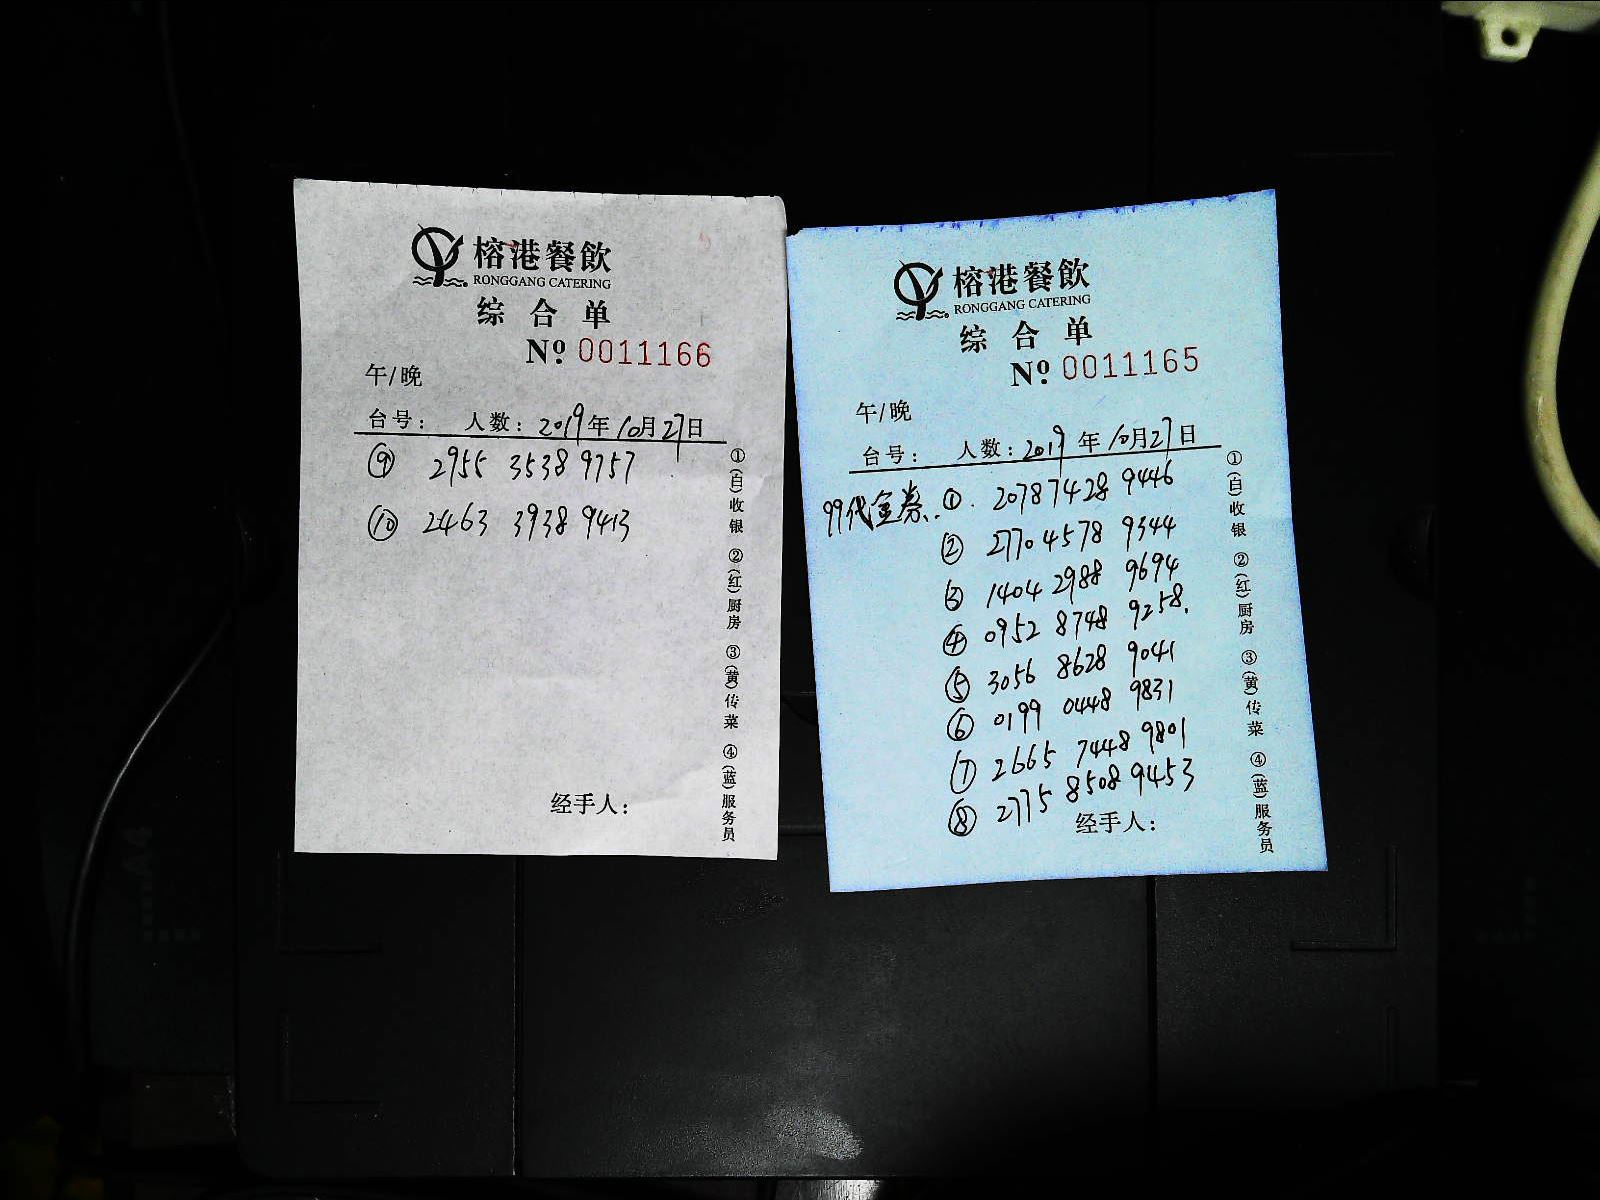 榕港餐飲
RONGGANG CATERING
综合单
Nº 0011166
午/晚
台号： 人数：2019年10月27日
⑨ 2955 3538 9757
⑩ 2463 3938 9413
经手人：
①(白)收银 ②(红)厨房 ③(黄)传菜 ④(蓝)服务员
榕港餐飲
RONGGANG CATERING
综合单
Nº 0011165
午/晚
台号： 人数：2019年10月27日
99代金券. ① 2078 7428 9446
② 2770 4578 9344
③ 1404 2988 9694
④ 0952 8748 9258.
⑤ 3056 8628 9041
⑥ 0199 0448 9831
⑦ 2665 7448 9801
⑧ 2775 8508 9453
经手人：
①(白)收银 ②(红)厨房 ③(黄)传菜 ④(蓝)服务员